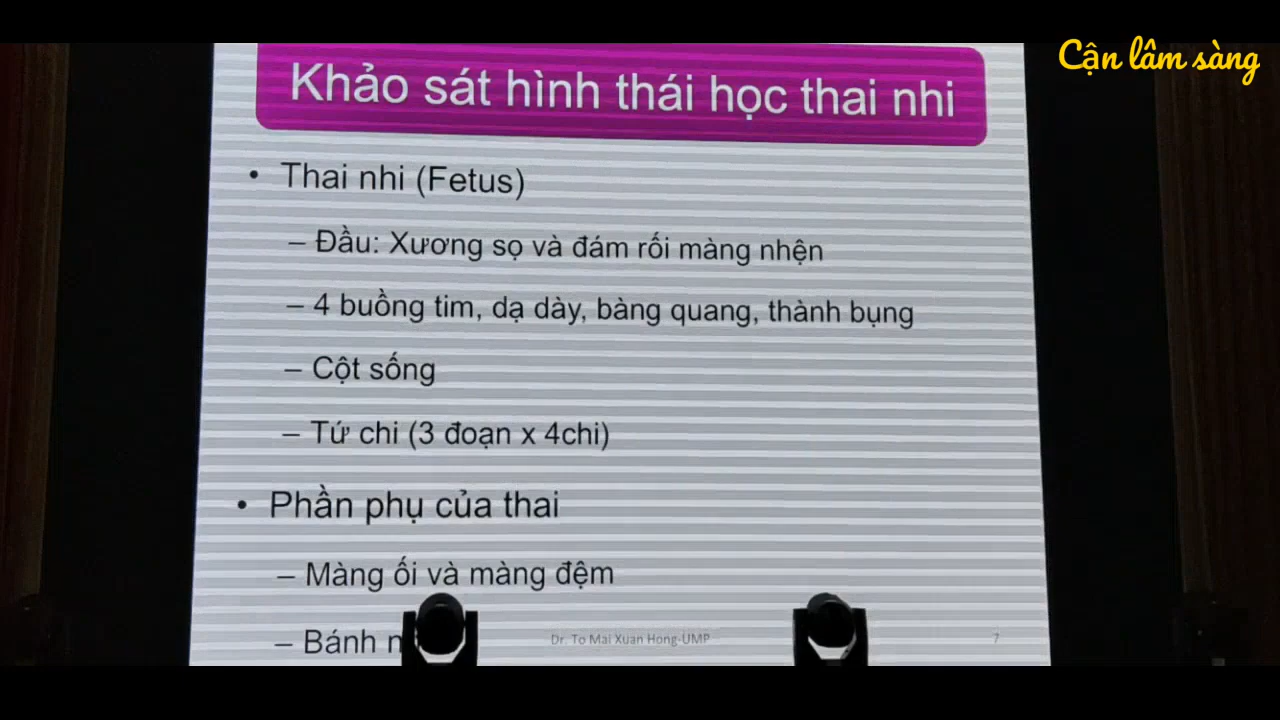 Cận lâm sàng
Khảo sát hình thái học thai nhi
• Thai nhi (Fetus)
– Đầu: Xương sọ và đám rối màng nhện
– 4 buồng tim, dạ dày, bàng quang, thành bụng
– Cột sống
– Tứ chi (3 đoạn x 4chi)
• Phần phụ của thai
– Màng ối và màng đệm
– Bánh
Dr. To Mai Xuan Hong-UMP
7